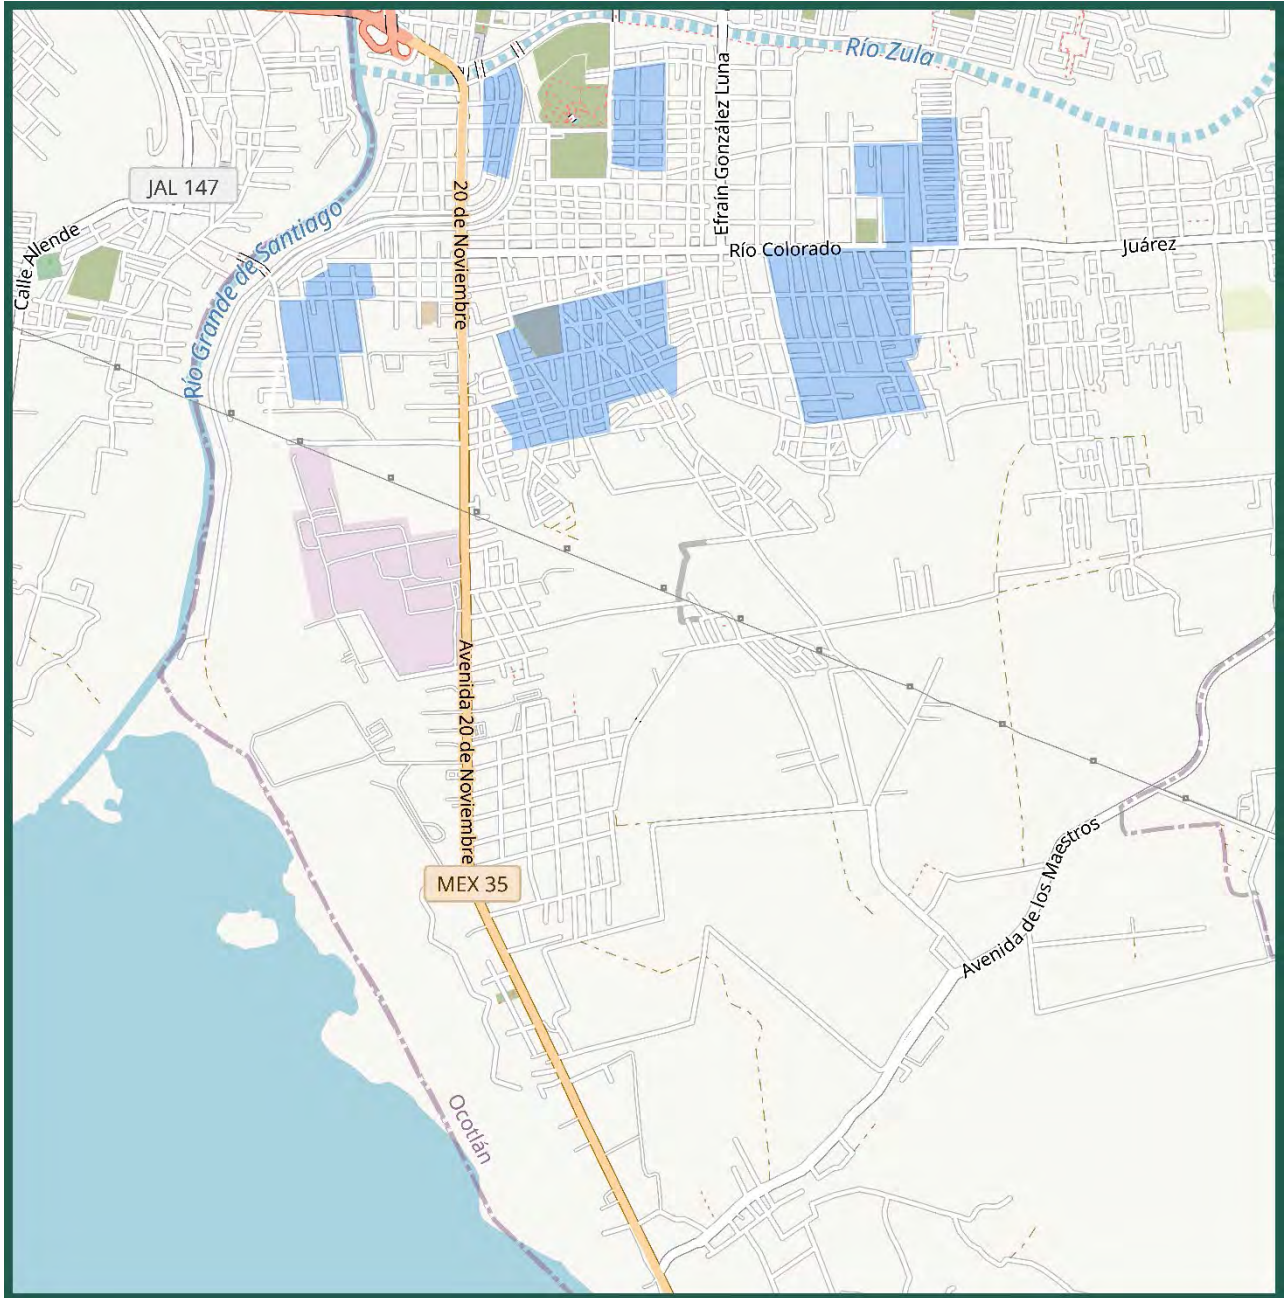 Río Zula
Efrain González Luna
JAL 147
20 de Noviembre
Río Grande de Santiago
Calle Allende
Río Colorado
Juárez
Avenida 20 de Noviembre
Avenida de los Maestros
MEX 35
Ocotlán